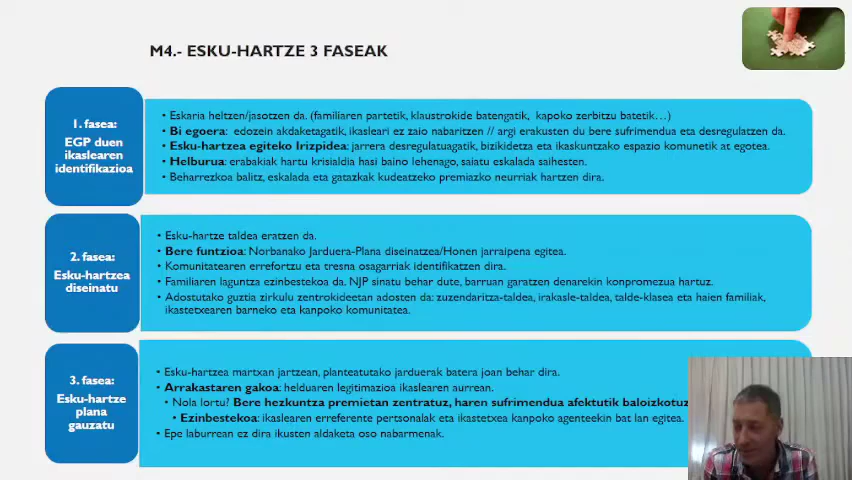 M4.- ESKU-HARTZE 3 FASEAK
1. fasea:
EGP duen
ikaslearen
identifikazioa
• Eskaria heltzen/jasotzen da. (familiaren partetik, klaustrokide batengatik, kapoko zerbitzu batetik…)
• Bi egoera: edozein akdaketagatik, ikasleari ez zaio nabaritzen // argi erakusten du bere sufrimendua eta desregulatzen da.
• Esku-hartzea egiteko Irizpidea: jarrera desregulatuagatik, bizikidetza eta ikaskuntzako espazio komunetik at egotea.
• Helburua: erabakiak hartu krisialdia hasi baino lehenago, saiatu eskalada saihesten.
• Beharrezkoa balitz, eskalada eta gatazkak kudeatzeko premiazko neurriak hartzen dira.
2. fasea:
Esku-hartzea
diseinatu
• Esku-hartze taldea eratzen da.
• Bere funtzioa: Norbanako Jarduera-Plana diseinatzea/Honen jarraipena egitea.
• Komunitatearen errefortzu eta tresna osagarriak identifikatzen dira.
• Familiaren laguntza ezinbestekoa da. NJP sinatu behar dute, barruan garatzen denarekin konpromezua hartuz.
• Adostutako guztia zirkulu zentrokideetan adosten da: zuzendaritza-taldea, irakasle-taldea, talde-klasea eta haien familiak,
ikastetxearen barneko eta kanpoko komunitatea.
3. fasea:
Esku-hartze
plana
gauzatu
• Esku-hartzea martxan jartzean, planteatutako jarduerak batera joan behar dira.
• Arrakastaren gakoa: helduaren legitimazioa ikaslearen aurrean.
• Nola lortu? Bere hezkuntza premietan zentratuz, haren sufrimendua afektutik baloizkotuz
• Ezinbestekoa: ikaslearen erreferente pertsonalak eta ikastetxea kanpoko agenteekin bat lan egitea.
• Epe laburrean ez dira ikusten aldaketa oso nabarmenak.